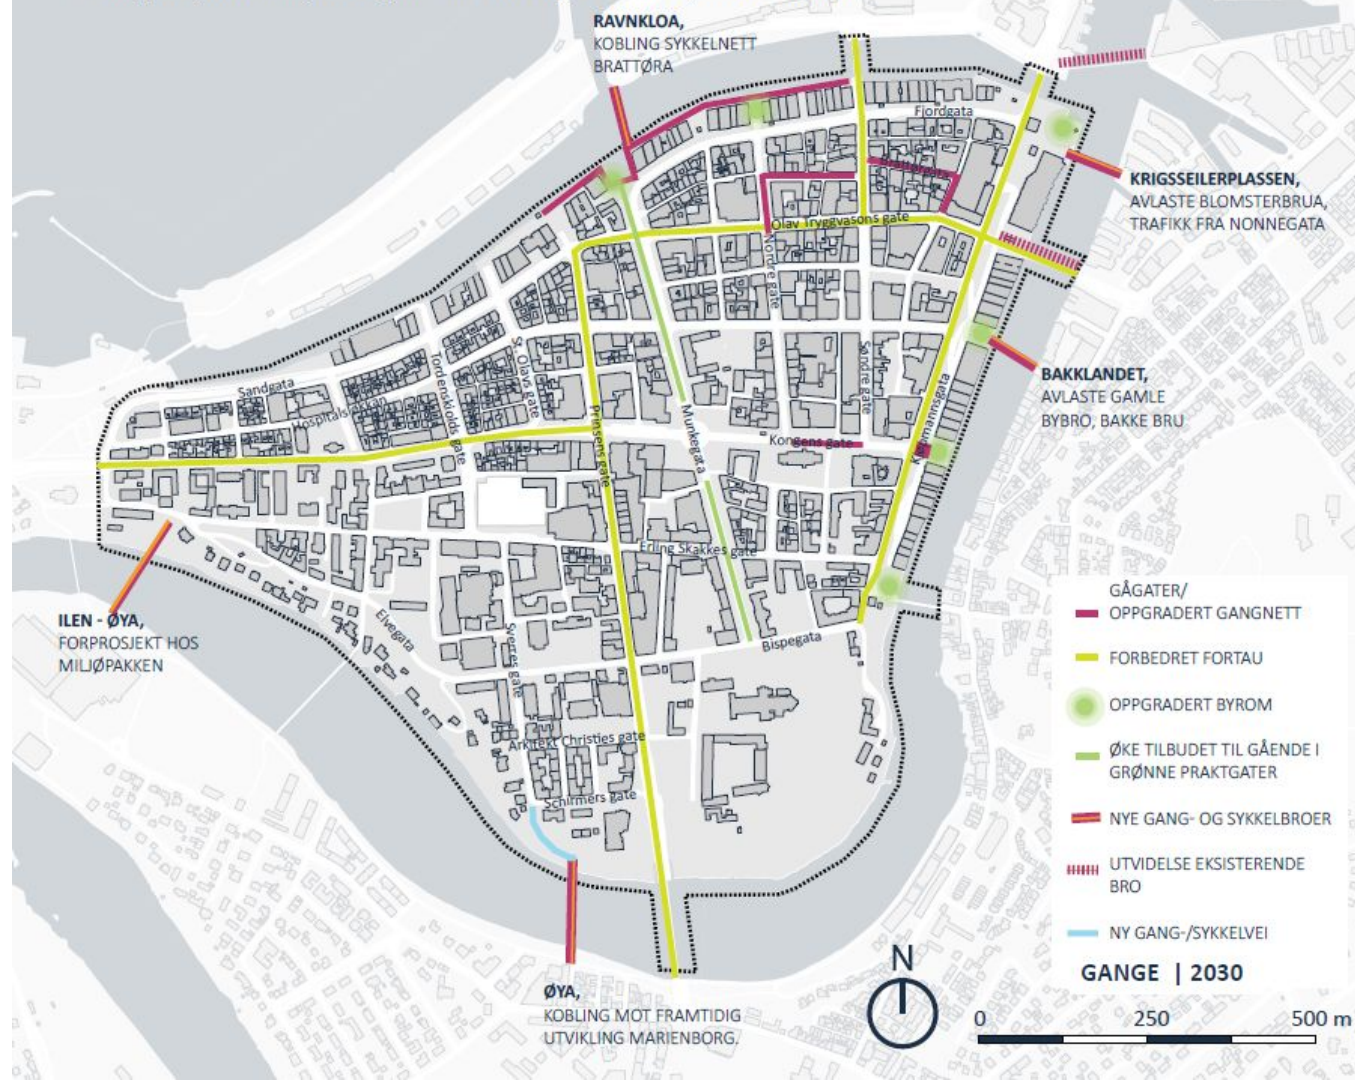 RAVNKLOA,
KOBLING SYKKELNETT
BRATTØRA
Fjordgata
Brattørgata
KRIGSSEILERPLASSEN,
AVLASTE BLOMSTERBRUA,
TRAFIKK FRA NONNEGATA
Olav Tryggvasons gate
Nordre gate
St. Olavs gate
Tordenskiolds gate
Søndre gate
BAKKLANDET,
AVLASTE GAMLE
BYBRO, BAKKE BRU
Sandgata
Hospitalsløkkan
Prinsens gate
Munkegata
Kongens gate
Kjøpmannsgata
Erling Skakkes gate
ILEN - ØYA,
FORPROSJEKT HOS
MILJØPAKKEN
Elvegata
Sverres gate
Bispegata
Arkitekt Christies gate
Schirmers gate
GÅGATER/
OPPGRADERT GANGNETT
FORBEDRET FORTAU
OPPGRADERT BYROM
ØKE TILBUDET TIL GÅENDE I
GRØNNE PRAKTGATER
NYE GANG- OG SYKKELBROER
UTVIDELSE EKSISTERENDE
BRO
NY GANG-/SYKKELVEI
GANGE | 2030
N
0 250 500 m
ØYA,
KOBLING MOT FRAMTIDIG
UTVIKLING MARIENBORG.